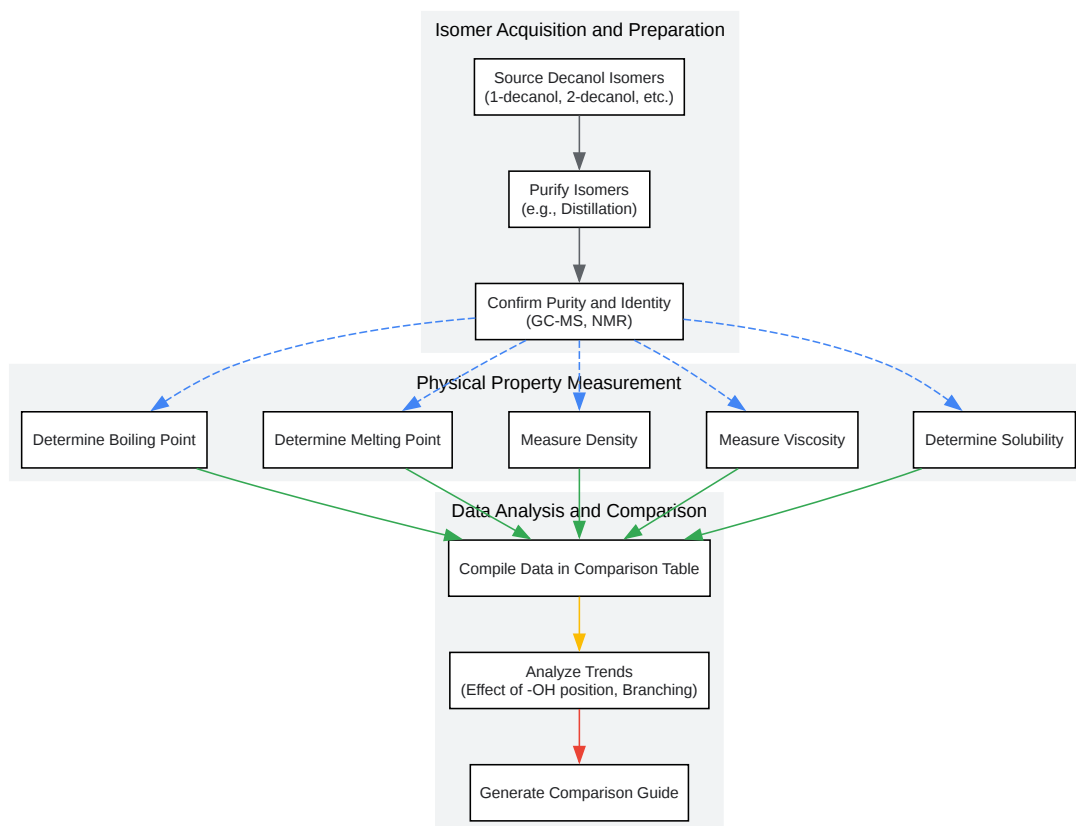 Isomer Acquisition and Preparation
Source Decanol Isomers
(1-decanol, 2-decanol, etc.)
Purify Isomers
(e.g., Distillation)
Confirm Purity and Identity
(GC-MS, NMR)
Physical Property Measurement
Determine Boiling Point
Determine Melting Point
Measure Density
Measure Viscosity
Determine Solubility
Data Analysis and Comparison
Compile Data in Comparison Table
Analyze Trends
(Effect of -OH position, Branching)
Generate Comparison Guide